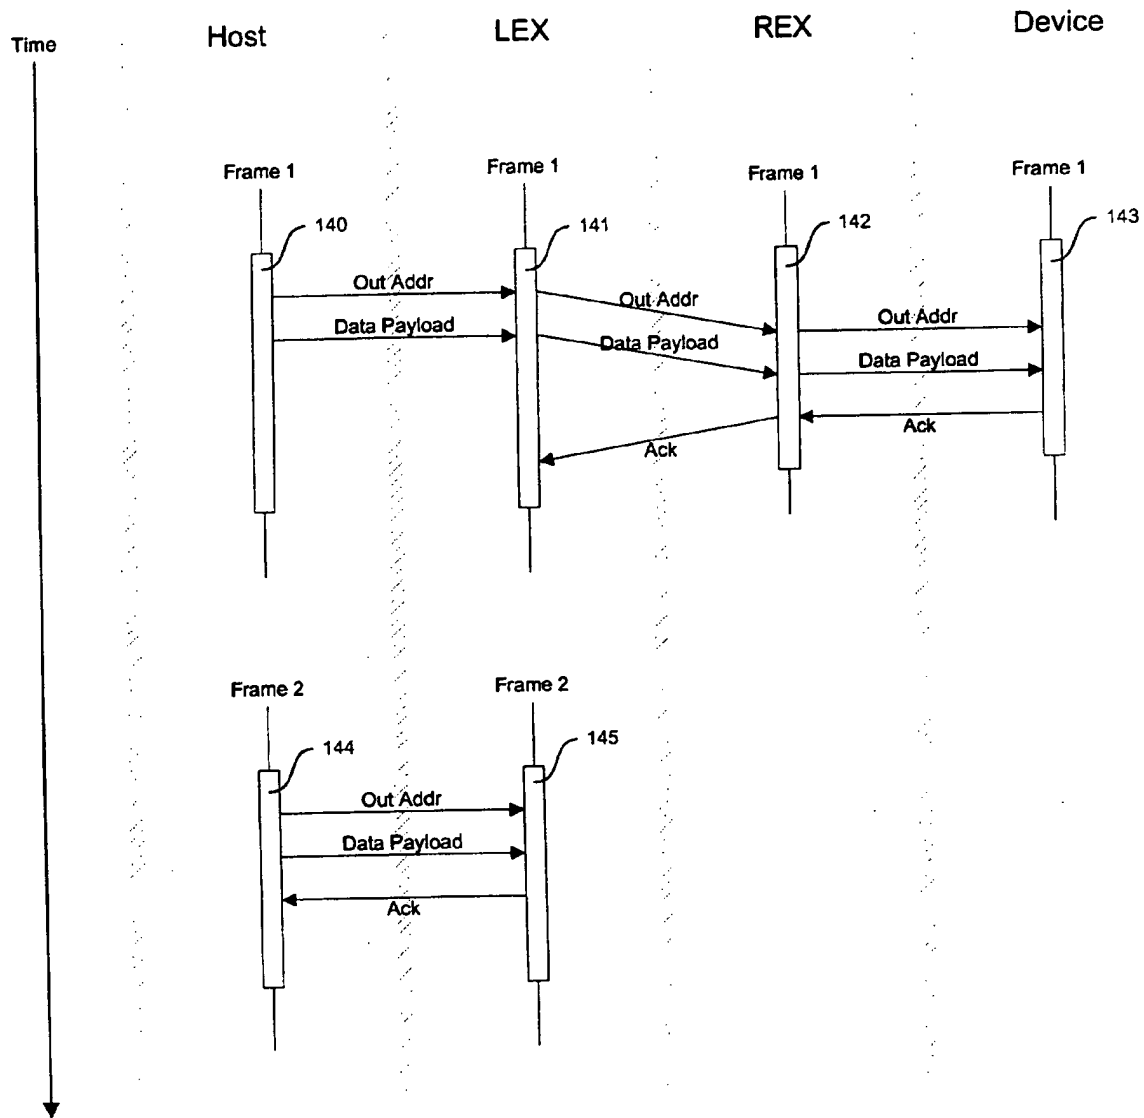 Time
Host
LEX
REX
Device
Frame 1
Frame 1
Frame 1
Frame 1
140
141
142
143
Out Addr
Out Addr
Out Addr
Data Payload
Data Payload
Data Payload
Ack
Ack
Frame 2
Frame 2
144
145
Out Addr
Data Payload
Ack